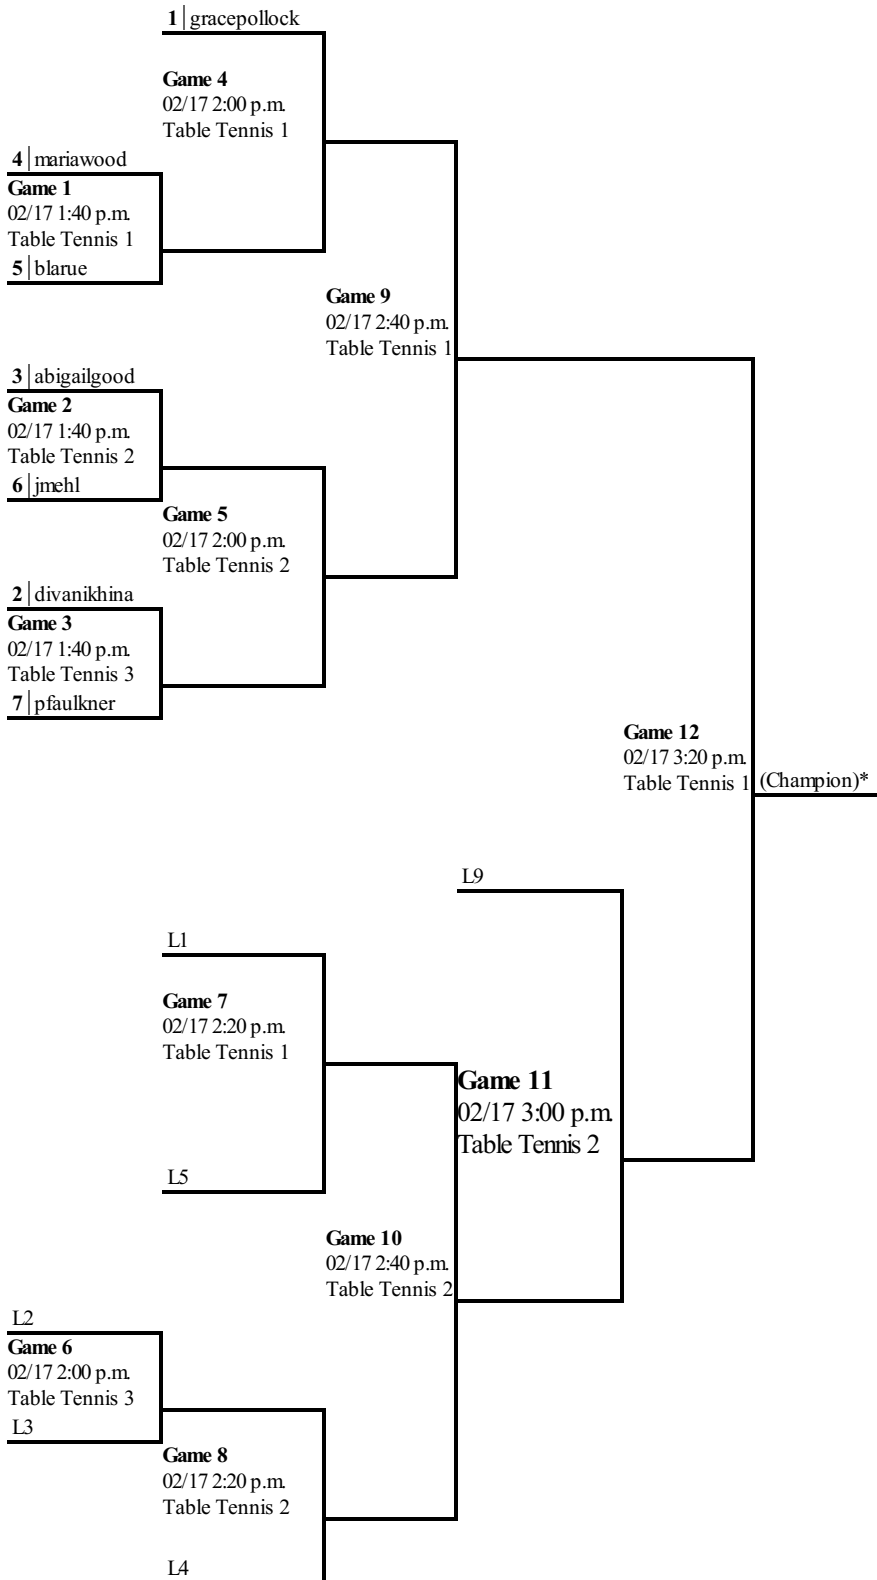 1 gracepollock
Game 4
02/17 2:00 p.m.
Table Tennis 1
4 mariawood
Game 1
02/17 1:40 p.m.
Table Tennis 1
5 blarue
Game 9
02/17 2:40 p.m.
Table Tennis 1
3 abigailgood
Game 2
02/17 1:40 p.m.
Table Tennis 2
6 jmehl
Game 5
02/17 2:00 p.m.
Table Tennis 2
2 divanikhina
Game 3
02/17 1:40 p.m.
Table Tennis 3
7 pfaulkner
Game 12
02/17 3:20 p.m.
Table Tennis 1
(Champion)*
L9
L1
Game 7
02/17 2:20 p.m.
Table Tennis 1
Game 11
02/17 3:00 p.m.
Table Tennis 2
L5
Game 10
02/17 2:40 p.m.
Table Tennis 2
L2
Game 6
02/17 2:00 p.m.
Table Tennis 3
L3
Game 8
02/17 2:20 p.m.
Table Tennis 2
L4